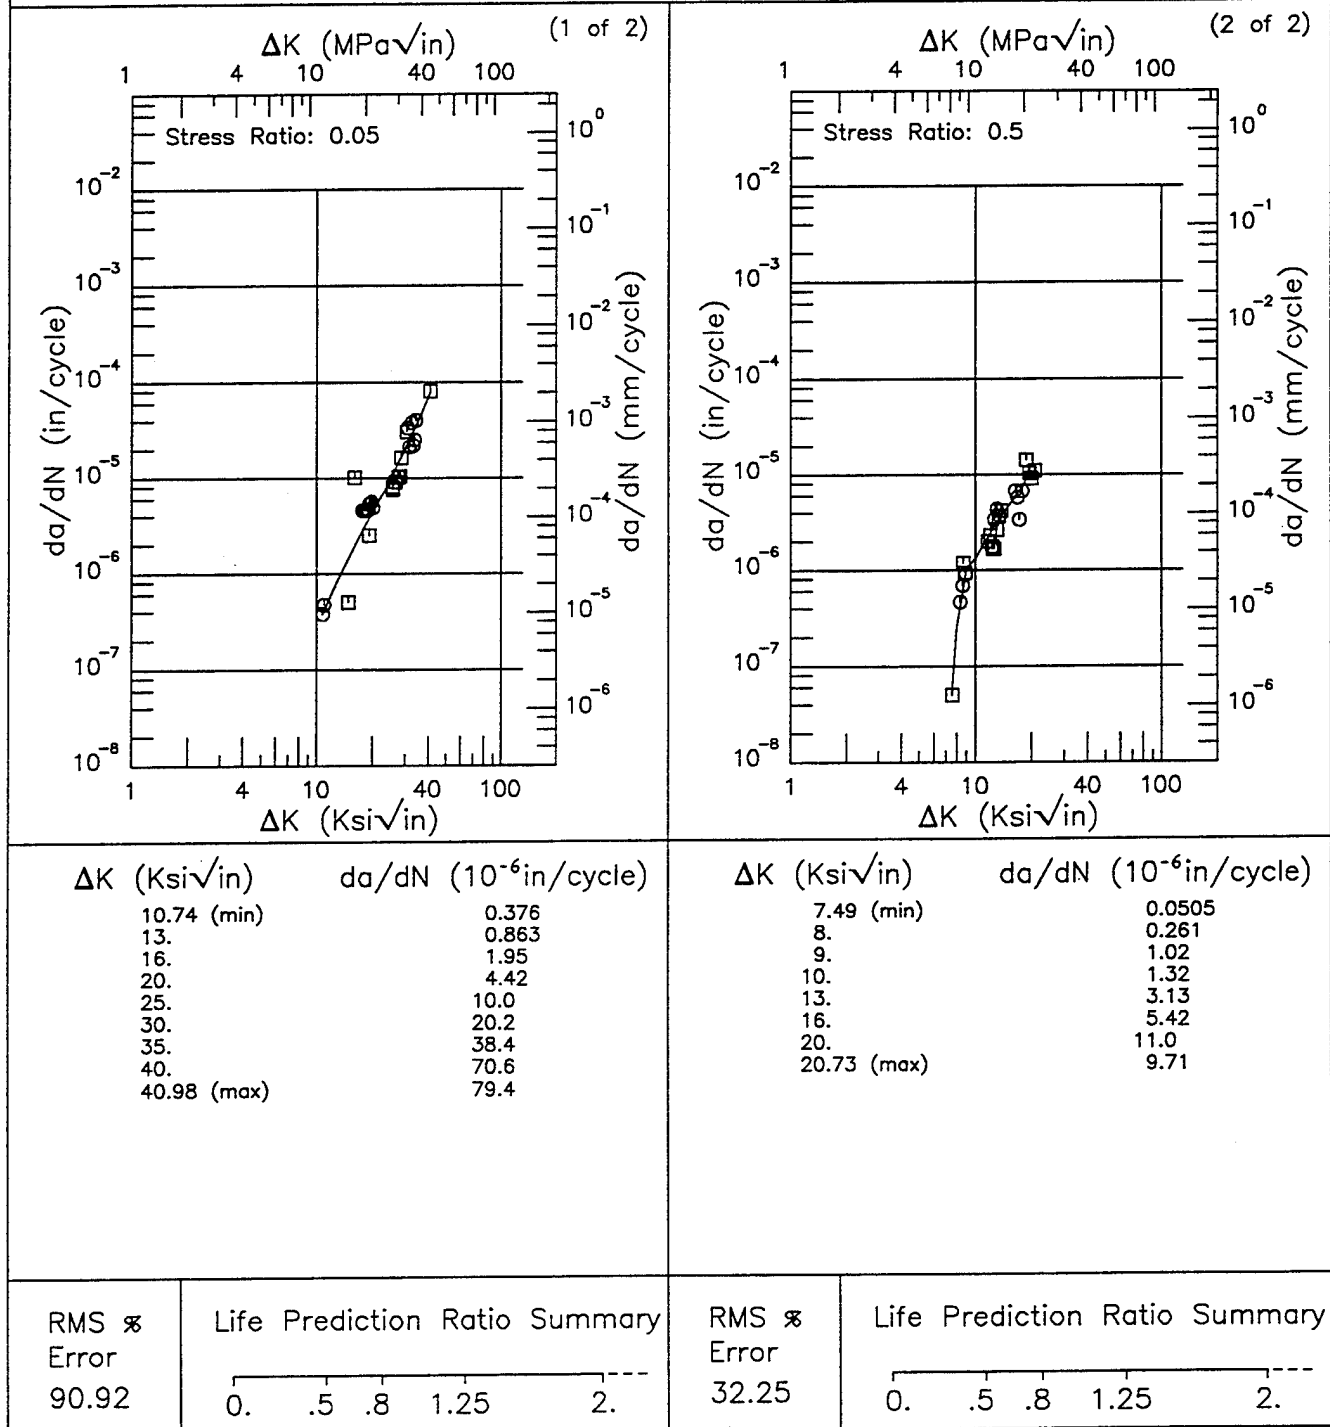 (1 of 2)
ΔK (MPa√in)
1 4 10 40 100
Stress Ratio: 0.05
10⁰
10⁻¹
10⁻²
10⁻³
10⁻⁴
10⁻⁵
10⁻⁶
da/dN (mm/cycle)
10⁻²
10⁻³
10⁻⁴
10⁻⁵
10⁻⁶
10⁻⁷
10⁻⁸
da/dN (in/cycle)
1 4 10 40 100
ΔK (Ksi√in)
ΔK (Ksi√in) da/dN (10⁻⁶in/cycle)
10.74 (min) 0.376
13. 0.863
16. 1.95
20. 4.42
25. 10.0
30. 20.2
35. 38.4
40. 70.6
40.98 (max) 79.4
RMS %
Error
90.92
Life Prediction Ratio Summary
0. .5 .8 1.25 2.
(2 of 2)
ΔK (MPa√in)
1 4 10 40 100
Stress Ratio: 0.5
10⁰
10⁻¹
10⁻²
10⁻³
10⁻⁴
10⁻⁵
10⁻⁶
da/dN (mm/cycle)
10⁻²
10⁻³
10⁻⁴
10⁻⁵
10⁻⁶
10⁻⁷
10⁻⁸
da/dN (in/cycle)
1 4 10 40 100
ΔK (Ksi√in)
ΔK (Ksi√in) da/dN (10⁻⁶in/cycle)
7.49 (min) 0.0505
8. 0.261
9. 1.02
10. 1.32
13. 3.13
16. 5.42
20. 11.0
20.73 (max) 9.71
RMS %
Error
32.25
Life Prediction Ratio Summary
0. .5 .8 1.25 2.